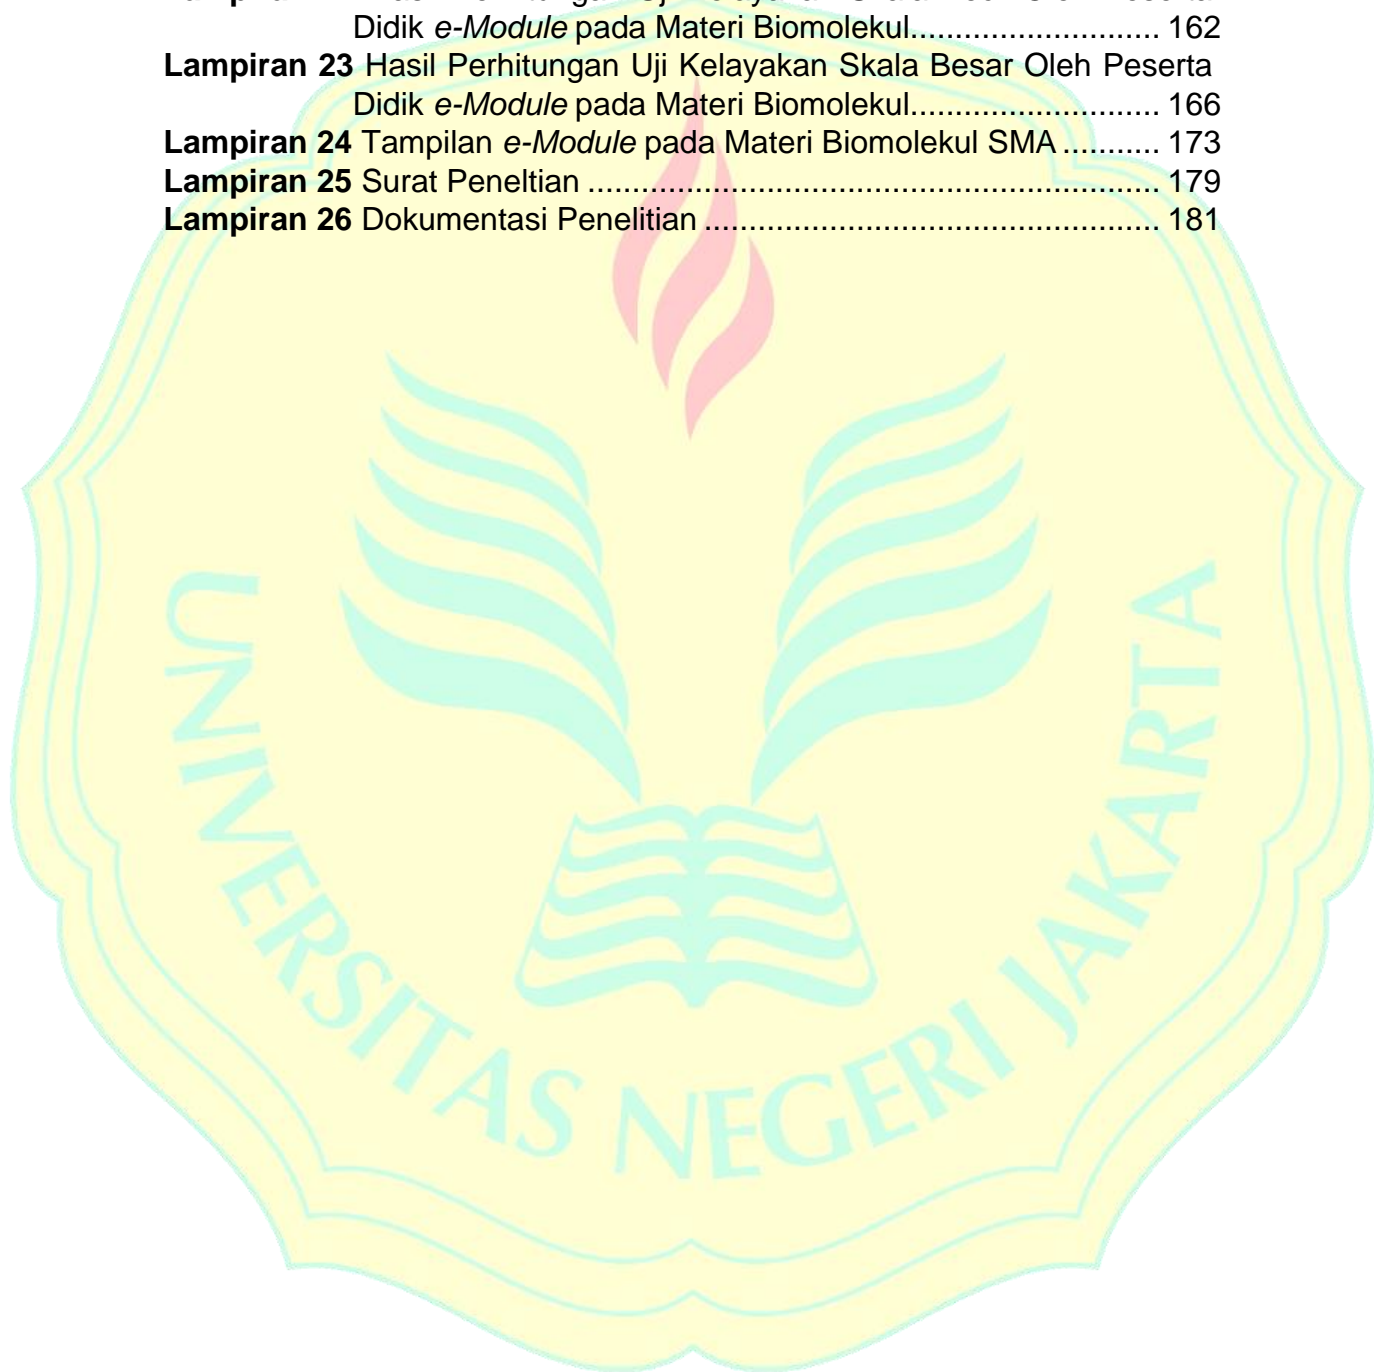 Didik e-Module pada Materi Biomolekul............................ 162
Lampiran 23 Hasil Perhitungan Uji Kelayakan Skala Besar Oleh Peserta
Didik e-Module pada Materi Biomolekul............................ 166
Lampiran 24 Tampilan e-Module pada Materi Biomolekul SMA ........... 173
Lampiran 25 Surat Peneltian ................................................................. 179
Lampiran 26 Dokumentasi Penelitian .................................................... 181
UNIVERSITAS NEGERI JAKARTA